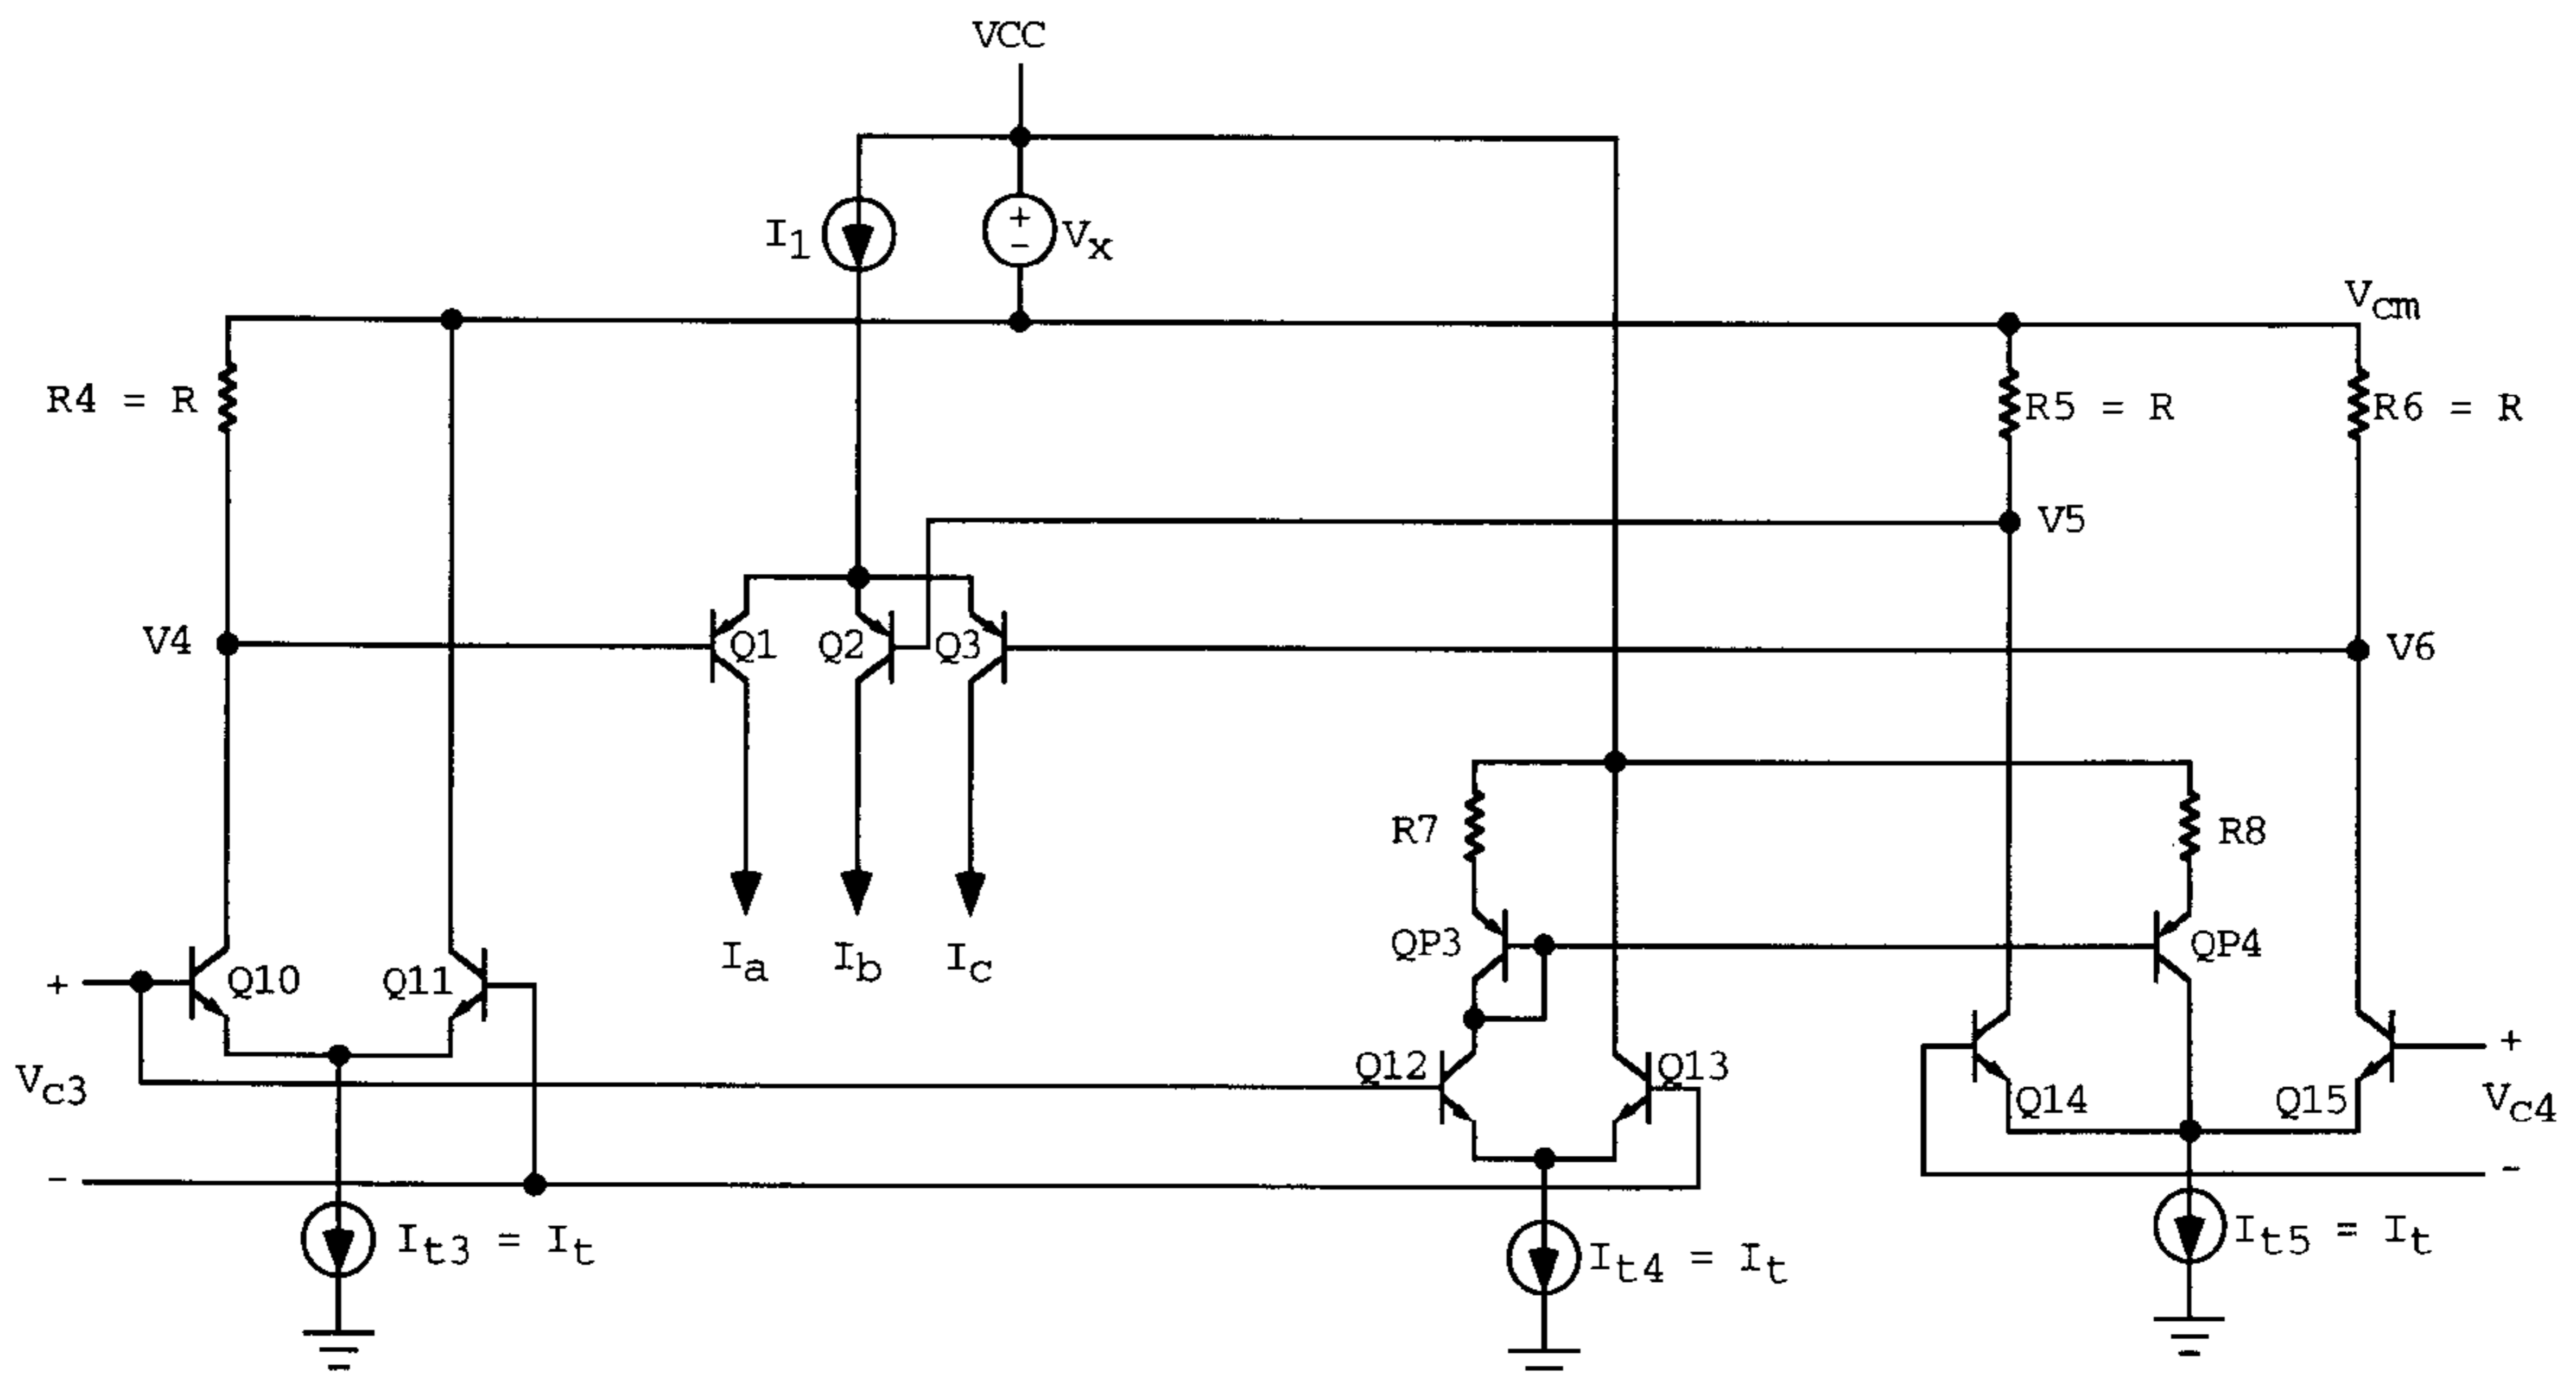 VCC
I1
+
-
Vx
Vcm
R4 = R
R5 = R
R6 = R
V5
V4
Q1
Q2
Q3
V6
R7
R8
Ia
Ib
Ic
QP3
QP4
+
Q10
Q11
Vc3
-
Q12
Q13
Q14
Q15
+
Vc4
-
It3 = It
It4 = It
It5 = It